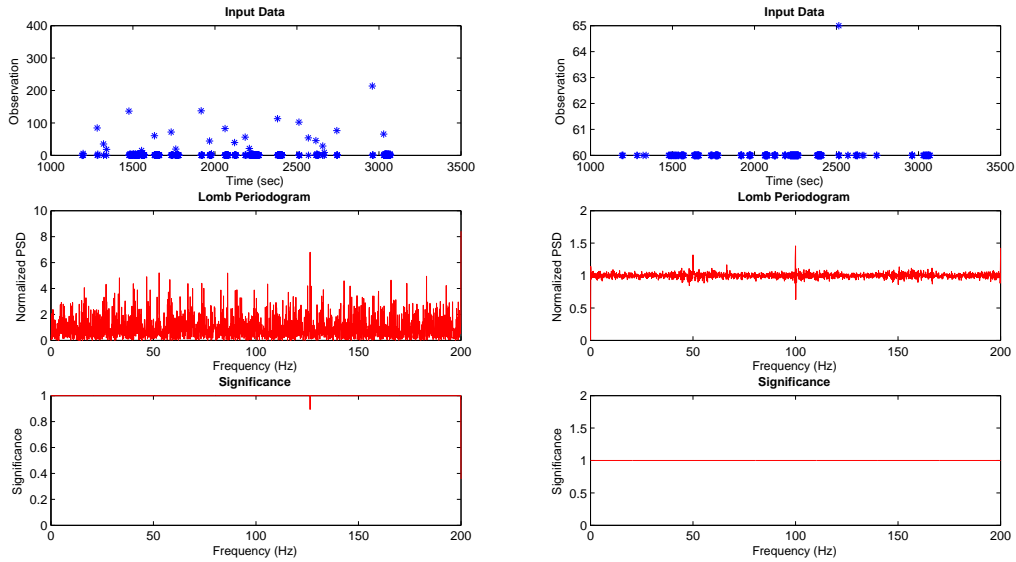 Input Data
Observation
400
300
200
100
0
1000 1500 2000 2500 3000 3500
Time (sec)
Lomb Periodogram
Normalized PSD
10
8
6
4
2
0
0 50 100 150 200
Frequency (Hz)
Significance
Significance
1
0.8
0.6
0.4
0.2
0
0 50 100 150 200
Frequency (Hz)
Input Data
Observation
65
64
63
62
61
60
1000 1500 2000 2500 3000 3500
Time (sec)
Lomb Periodogram
Normalized PSD
2
1.5
1
0.5
0
0 50 100 150 200
Frequency (Hz)
Significance
Significance
2
1.5
1
0.5
0
0 50 100 150 200
Frequency (Hz)